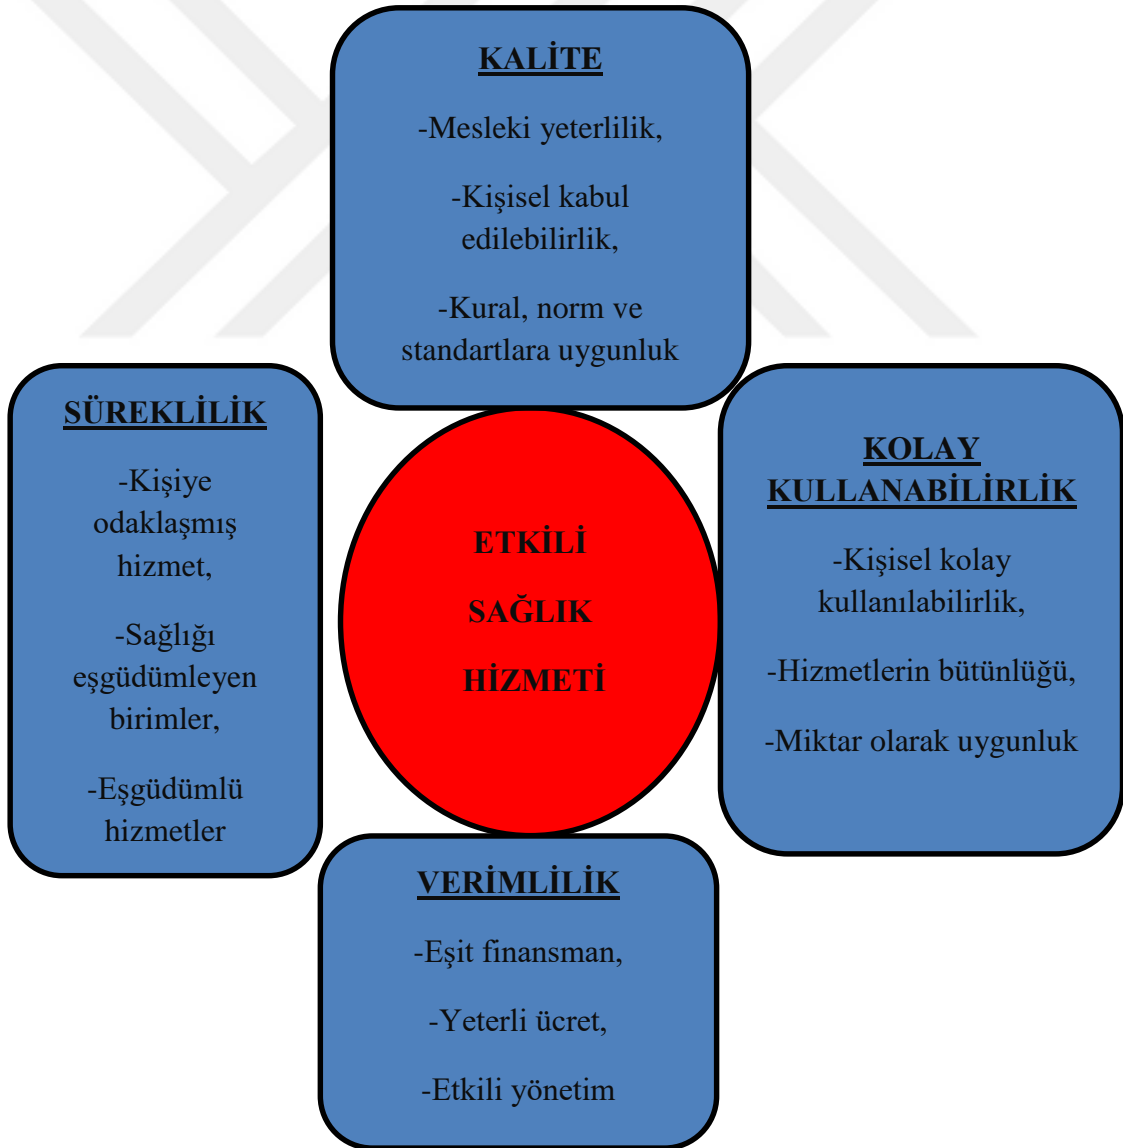 KALİTE
-Mesleki yeterlilik,
-Kişisel kabul
edilebilirlik,
-Kural, norm ve
standartlara uygunluk
SÜREKLİLİK
-Kişiye
odaklaşmış
hizmet,
-Sağlığı
eşgüdümleyen
birimler,
-Eşgüdümlü
hizmetler
ETKİLİ
SAĞLIK
HİZMETİ
KOLAY
KULLANABİLİRLİK
-Kişisel kolay
kullanılabilirlik,
-Hizmetlerin bütünlüğü,
-Miktar olarak uygunluk
VERİMLİLİK
-Eşit finansman,
-Yeterli ücret,
-Etkili yönetim